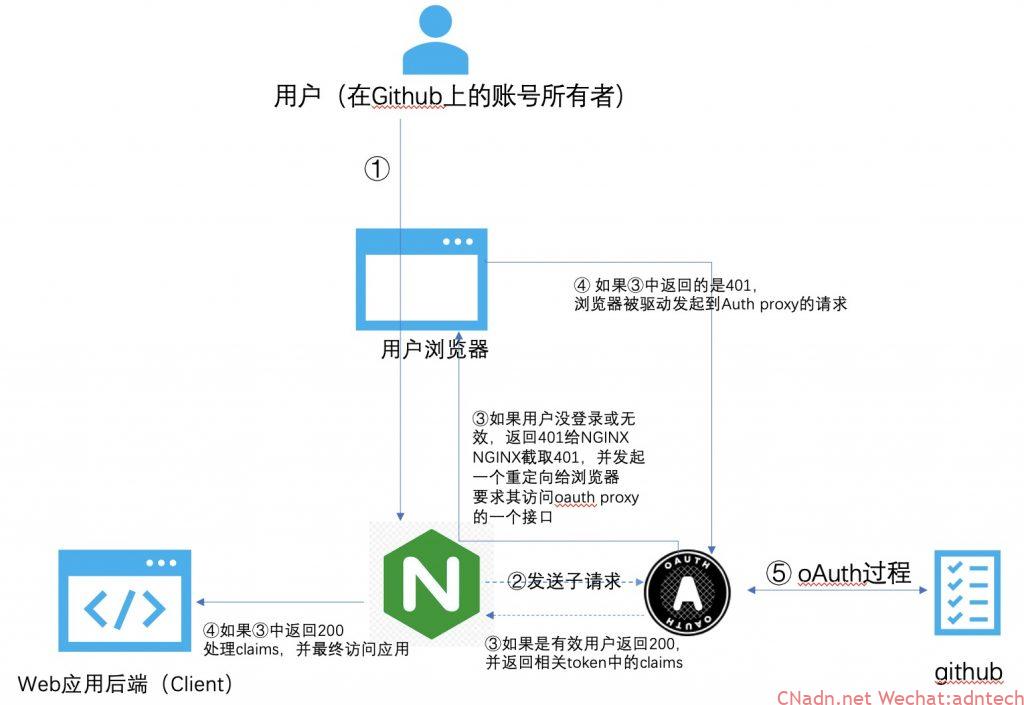 用户（在Github上的账号所有者）
①
④ 如果③中返回的是401，
浏览器被驱动发起到Auth proxy的请求
用户浏览器
③如果用户没登录或无
效，返回401给NGINX
NGINX截取401，并发起
一个重定向给浏览器
要求其访问oauth proxy
的一个接口
N
②发送子请求
OAUTH
A
OAUTH
⑤ oAuth过程
</>
④如果③中返回200
处理claims，并最终访问应用
③如果是有效用户返回200，
并返回相关token中的claims
Web应用后端（Client）
github
CNadn.net Wechat:adntech